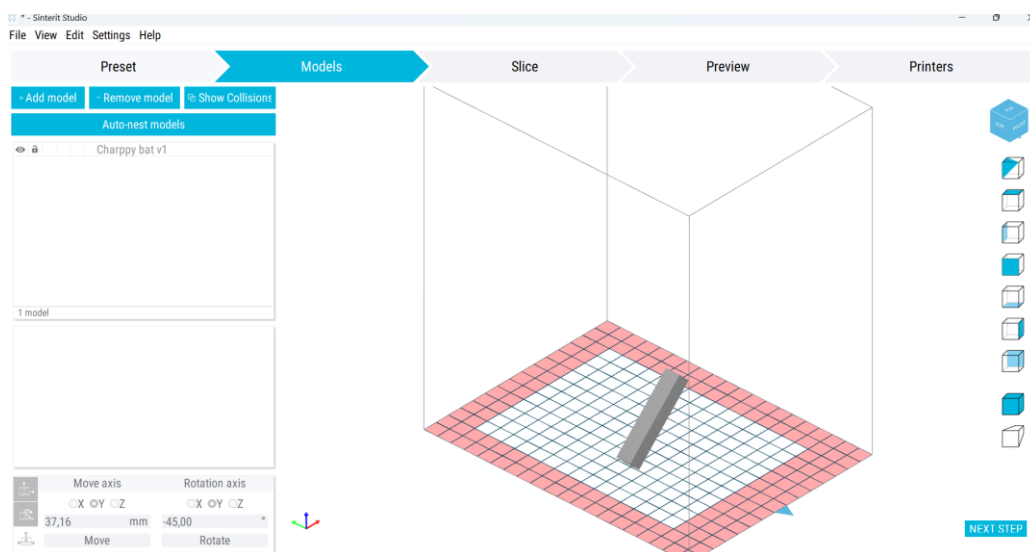 * - Sinterit Studio
File View Edit Settings Help
Preset Models Slice Preview Printers
+Add model - Remove model Show Collisions
Auto-nest models
Charppy bat v1
1 model
Move axis Rotation axis
X Y Z X Y Z
37,16 mm -45,00 °
Move Rotate
NEXT STEP